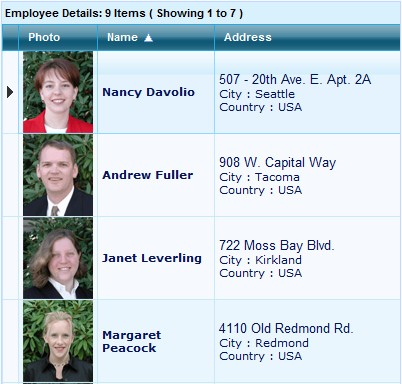 Employee Details: 9 Items ( Showing 1 to 7 )
Photo Name Address
Nancy Davolio
507 - 20th Ave. E. Apt. 2A
City : Seattle
Country : USA
Andrew Fuller
908 W. Capital Way
City : Tacoma
Country : USA
Janet Leverling
722 Moss Bay Blvd.
City : Kirkland
Country : USA
Margaret
Peacock
4110 Old Redmond Rd.
City : Redmond
Country : USA